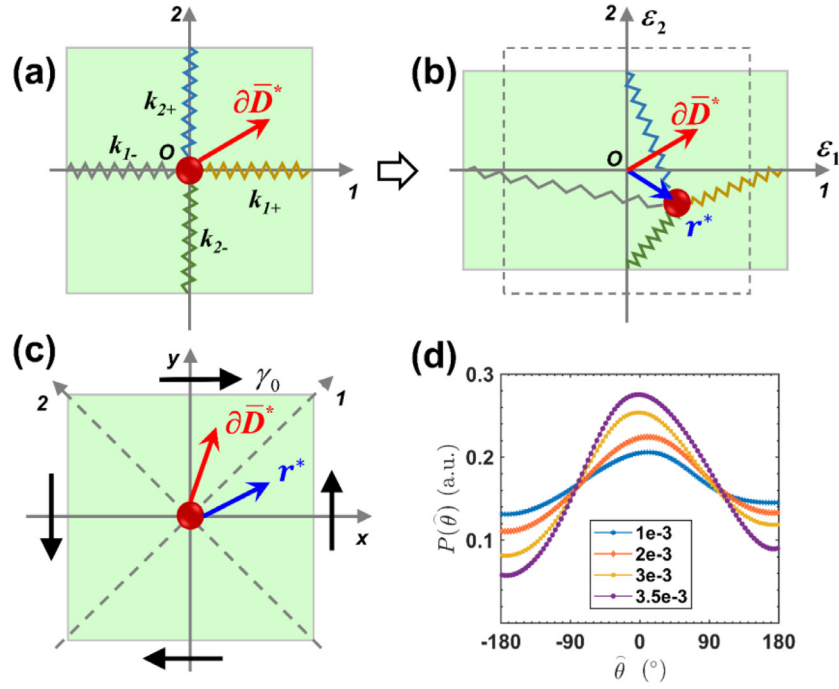 (a)
2
k2+
∂D̄*
k1-
O
k1+
1
k2-
(b)
2
ε2
∂D̄*
O
ε1
1
r*
(c)
y
γ0
2
1
∂D̄*
r*
x
(d)
0.3
0.2
0.1
P(θ̂) (a.u.)
1e-3
2e-3
3e-3
3.5e-3
-180 -90 0 90 180
θ̂ (°)